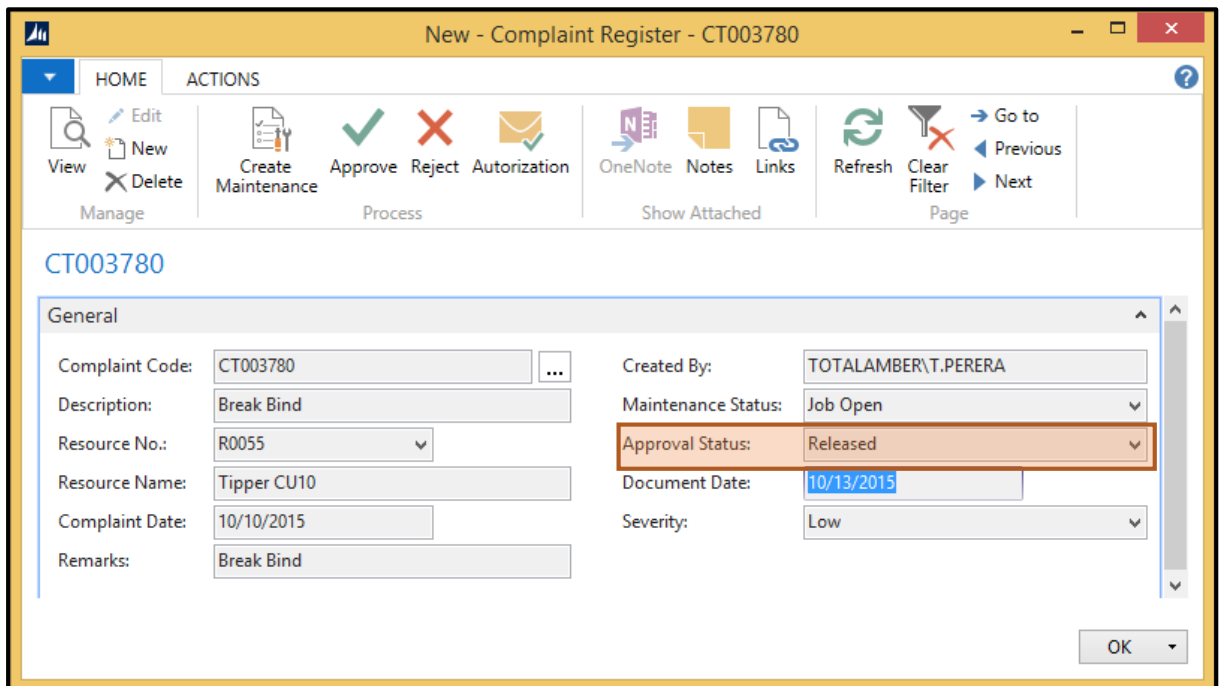 New - Complaint Register - CT003780
HOME ACTIONS
View
Edit
New
Delete
Manage
Create Maintenance
Approve
Reject
Autorization
Process
OneNote
Notes
Links
Show Attached
Refresh
Clear Filter
Go to
Previous
Next
Page
CT003780
General
Complaint Code: CT003780 ...
Description: Break Bind
Resource No.: R0055
Resource Name: Tipper CU10
Complaint Date: 10/10/2015
Remarks: Break Bind
Created By: TOTALAMBER\T.PERERA
Maintenance Status: Job Open
Approval Status: Released
Document Date: 10/13/2015
Severity: Low
OK